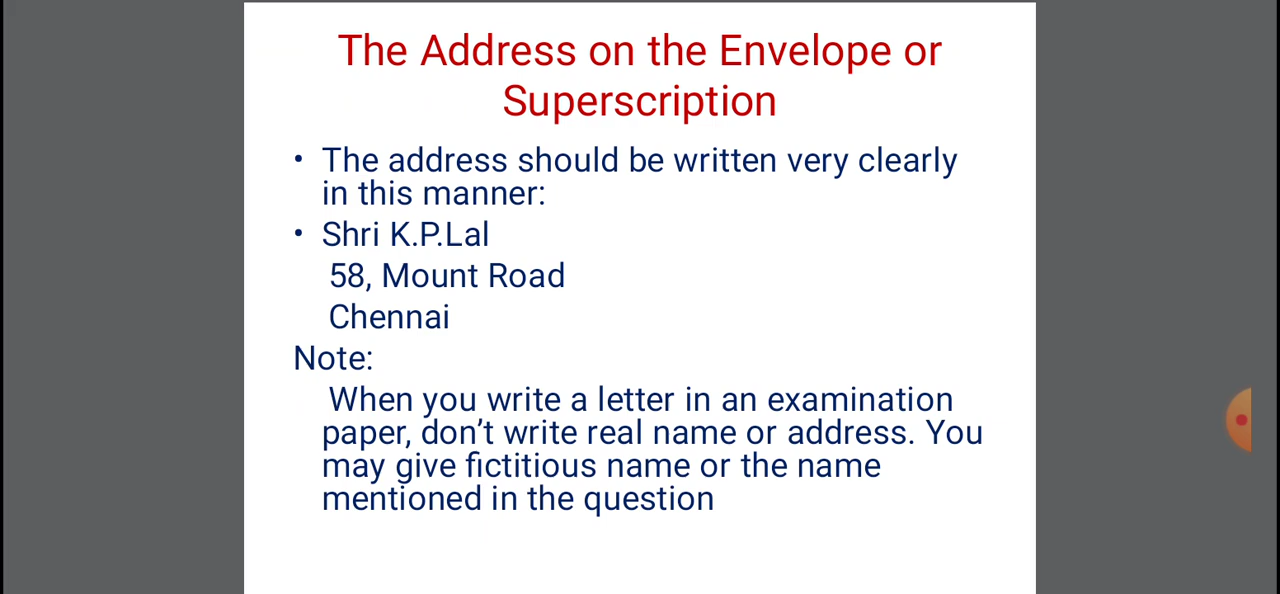 The Address on the Envelope or
Superscription
• The address should be written very clearly
in this manner:
• Shri K.P.Lal
58, Mount Road
Chennai
Note:
When you write a letter in an examination
paper, don’t write real name or address. You
may give fictitious name or the name
mentioned in the question